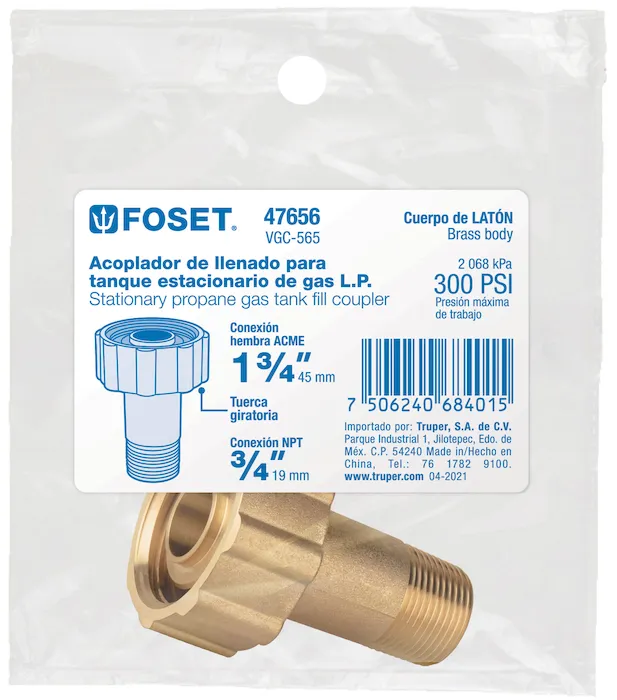 FOSET®
47656
VGC-565
Cuerpo de LATÓN
Brass body
Acoplador de llenado para
tanque estacionario de gas L.P.
Stationary propane gas tank fill coupler
2 068 kPa
300 PSI
Presión máxima
de trabajo
Conexión
hembra ACME
1 3/4" 45 mm
Tuerca
giratoria
Conexión NPT
3/4" 19 mm
7 506240 684015
Importado por: Truper, S.A. de C.V.
Parque Industrial 1, Jilotepec, Edo. de
Méx. C.P. 54240 Made in/Hecho en
China, Tel.: 76 1782 9100.
www.truper.com 04-2021